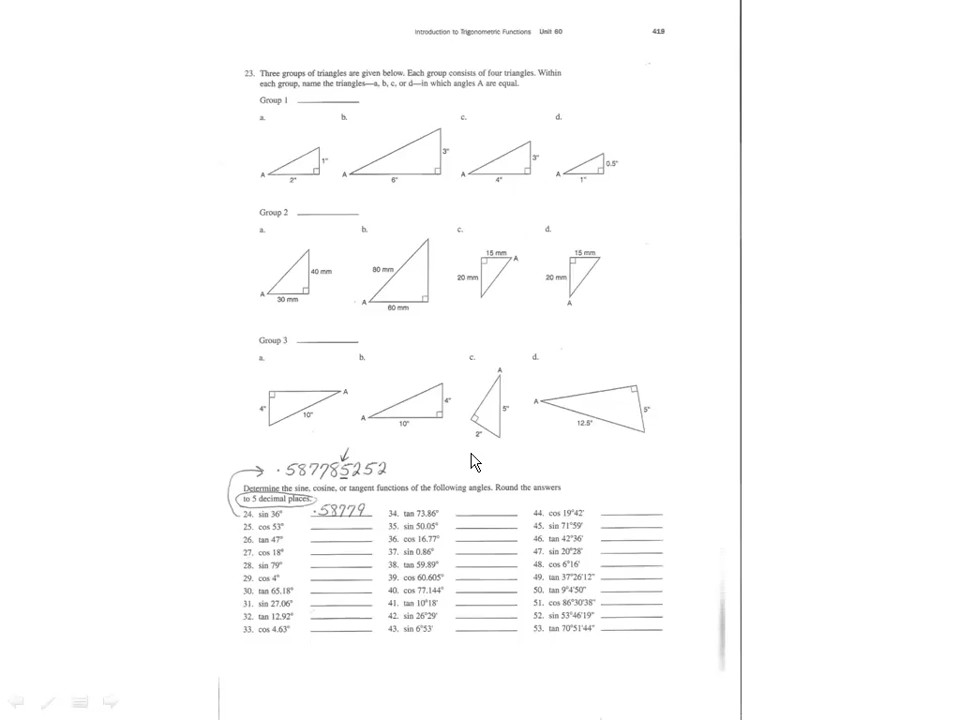 Introduction to Trigonometric Functions Unit 60 419
23. Three groups of triangles are given below. Each group consists of four triangles. Within
each group, name the triangles—a, b, c, or d—in which angles A are equal.
Group 1
a. b. c. d.
A 2" 1" A 6" 3" A 4" 3" A 1" 0.5"
Group 2
a. b. c. d.
A 30 mm 40 mm A 60 mm 80 mm 15 mm A 20 mm 15 mm 20 mm A
Group 3
a. b. c. d.
4" 10" A A 10" 4" A 5" 2" A 12.5" 5"
.587785252
Determine the sine, cosine, or tangent functions of the following angles. Round the answers
to 5 decimal places.
24. sin 36° .58779
25. cos 53°
26. tan 47°
27. cos 18°
28. sin 79°
29. cos 4°
30. tan 65.18°
31. sin 27.06°
32. tan 12.92°
33. cos 4.63°
34. tan 73.86°
35. sin 50.05°
36. cos 16.77°
37. sin 0.86°
38. tan 59.89°
39. cos 60.605°
40. cos 77.144°
41. tan 10°18'
42. sin 26°29'
43. sin 6°53'
44. cos 19°42'
45. sin 71°59'
46. tan 42°36'
47. sin 20°28'
48. cos 6°16'
49. tan 37°26'12"
50. tan 9°4'50"
51. cos 86°30'38"
52. sin 53°46'19"
53. tan 70°51'44"